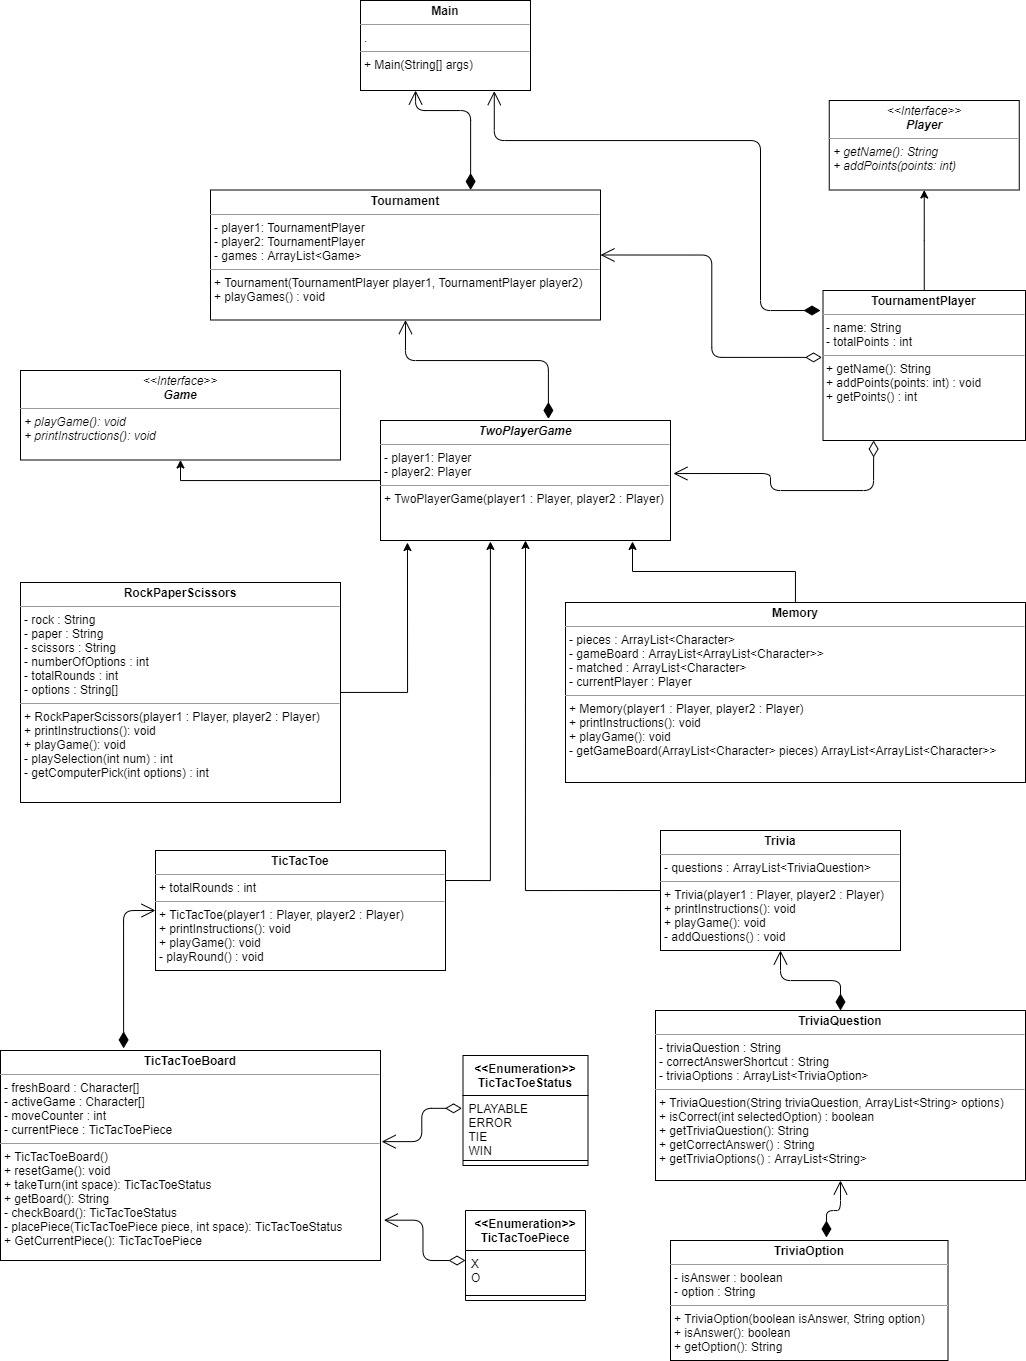 Main
.
+ Main(String[] args)
<<Interface>>
Player
+ getName(): String
+ addPoints(points: int)
Tournament
- player1: TournamentPlayer
- player2: TournamentPlayer
- games : ArrayList<Game>
+ Tournament(TournamentPlayer player1, TournamentPlayer player2)
+ playGames() : void
TournamentPlayer
- name: String
- totalPoints : int
+ getName(): String
+ addPoints(points: int) : void
+ getPoints() : int
<<Interface>>
Game
+ playGame(): void
+ printInstructions(): void
TwoPlayerGame
- player1: Player
- player2: Player
+ TwoPlayerGame(player1 : Player, player2 : Player)
RockPaperScissors
- rock : String
- paper : String
- scissors : String
- numberOfOptions : int
- totalRounds : int
- options : String[]
+ RockPaperScissors(player1 : Player, player2 : Player)
+ printInstructions(): void
+ playGame(): void
- playSelection(int num) : int
- getComputerPick(int options) : int
Memory
- pieces : ArrayList<Character>
- gameBoard : ArrayList<ArrayList<Character>>
- matched : ArrayList<Character>
- currentPlayer : Player
+ Memory(player1 : Player, player2 : Player)
+ printInstructions(): void
+ playGame(): void
- getGameBoard(ArrayList<Character> pieces) ArrayList<ArrayList<Character>>
TicTacToe
+ totalRounds : int
+ TicTacToe(player1 : Player, player2 : Player)
+ printInstructions(): void
+ playGame(): void
- playRound() : void
Trivia
- questions : ArrayList<TriviaQuestion>
+ Trivia(player1 : Player, player2 : Player)
+ printInstructions(): void
+ playGame(): void
- addQuestions() : void
TicTacToeBoard
- freshBoard : Character[]
- activeGame : Character[]
- moveCounter : int
- currentPiece : TicTacToePiece
+ TicTacToeBoard()
+ resetGame(): void
+ takeTurn(int space): TicTacToeStatus
+ getBoard(): String
- checkBoard(): TicTacToeStatus
- placePiece(TicTacToePiece piece, int space): TicTacToeStatus
+ GetCurrentPiece(): TicTacToePiece
<<Enumeration>>
TicTacToeStatus
PLAYABLE
ERROR
TIE
WIN
<<Enumeration>>
TicTacToePiece
X
O
TriviaQuestion
- triviaQuestion : String
- correctAnswerShortcut : String
- triviaOptions : ArrayList<TriviaOption>
+ TriviaQuestion(String triviaQuestion, ArrayList<String> options)
+ isCorrect(int selectedOption) : boolean
+ getTriviaQuestion(): String
+ getCorrectAnswer() : String
+ getTriviaOptions() : ArrayList<String>
TriviaOption
- isAnswer : boolean
- option : String
+ TriviaOption(boolean isAnswer, String option)
+ isAnswer(): boolean
+ getOption(): String